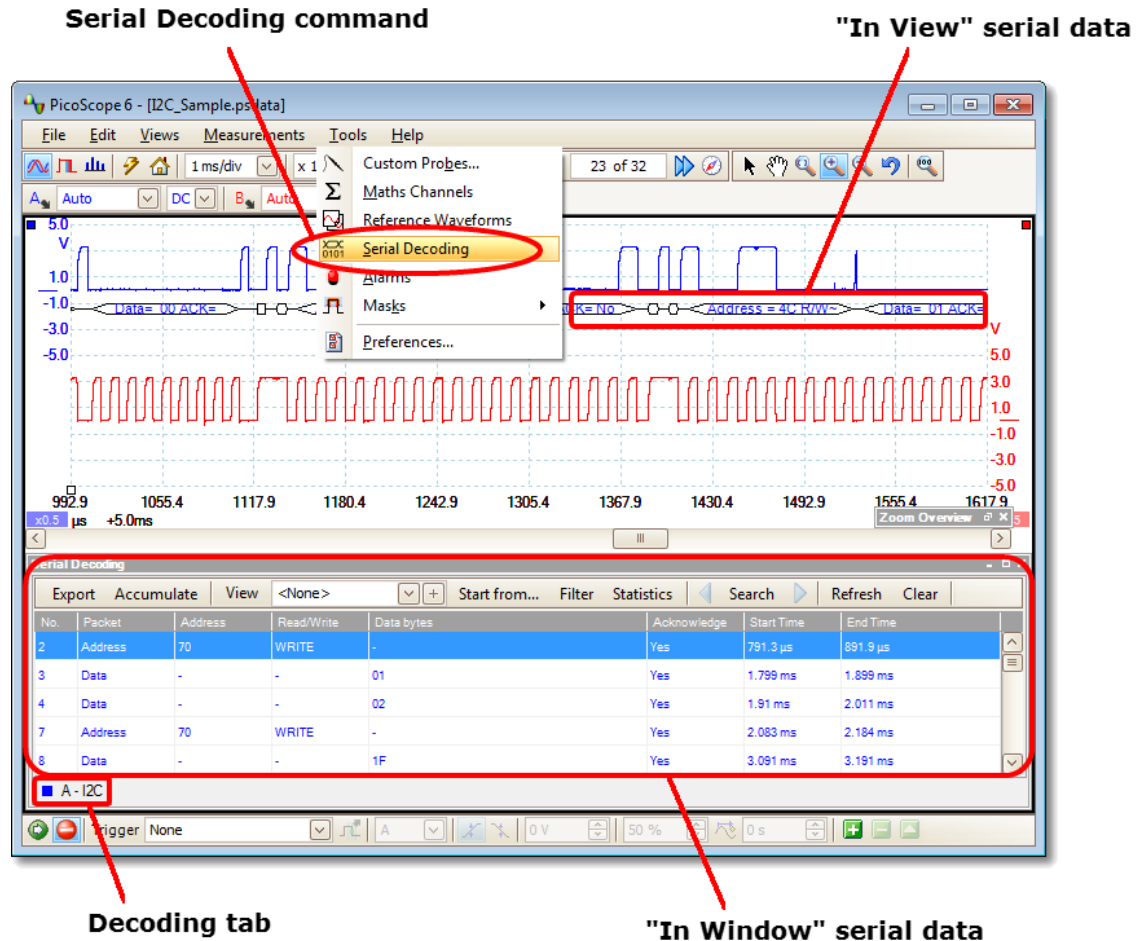 Serial Decoding command
"In View" serial data
PicoScope 6 - [I2C_Sample.psdata]
File Edit Views Measurements Tools Help
1 ms/div x 1 23 of 32
Custom Probes...
Maths Channels
Reference Waveforms
Serial Decoding
Alarms
Masks
Preferences...
A Auto DC B Auto
5.0
V
1.0
-1.0
-3.0
-5.0
Data= 00 ACK=
ACK= No
Address = 4C R/W~
Data= 01 ACK=
V
5.0
3.0
1.0
-1.0
-3.0
-5.0
992.9 1055.4 1117.9 1180.4 1242.9 1305.4 1367.9 1430.4 1492.9 1555.4 1617.9
x0.5 µs +5.0ms
Zoom Overview
Serial Decoding
Export Accumulate View <None> Start from... Filter Statistics Search Refresh Clear
No. Packet Address Read/Write Data bytes Acknowledge Start Time End Time
2 Address 70 WRITE - Yes 791.3 µs 891.9 µs
3 Data - - 01 Yes 1.799 ms 1.899 ms
4 Data - - 02 Yes 1.91 ms 2.011 ms
7 Address 70 WRITE - Yes 2.083 ms 2.184 ms
8 Data - - 1F Yes 3.091 ms 3.191 ms
A - I2C
Trigger None A 0 V 50 % 0 s
Decoding tab
"In Window" serial data